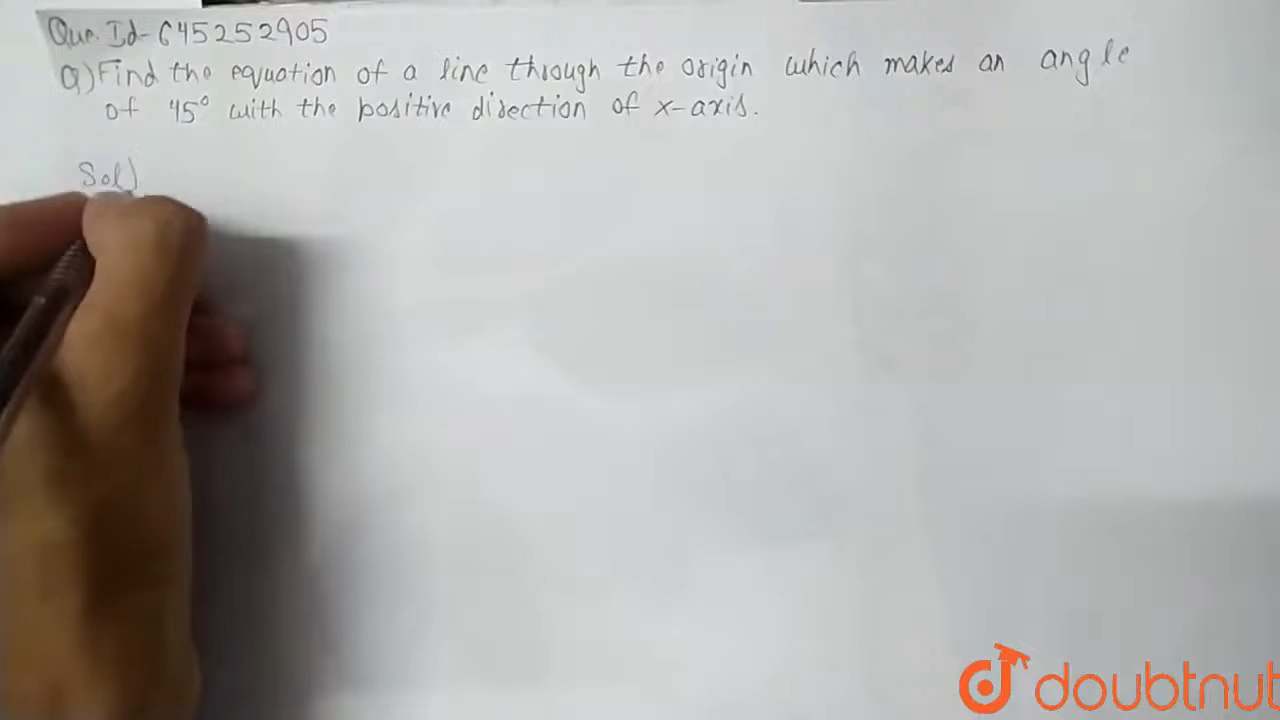 Que. Id- 645252905
Q) Find the equation of a line through the origin which makes an angle
of 45° with the positive direction of x-axis.
Sol)
doubtnut